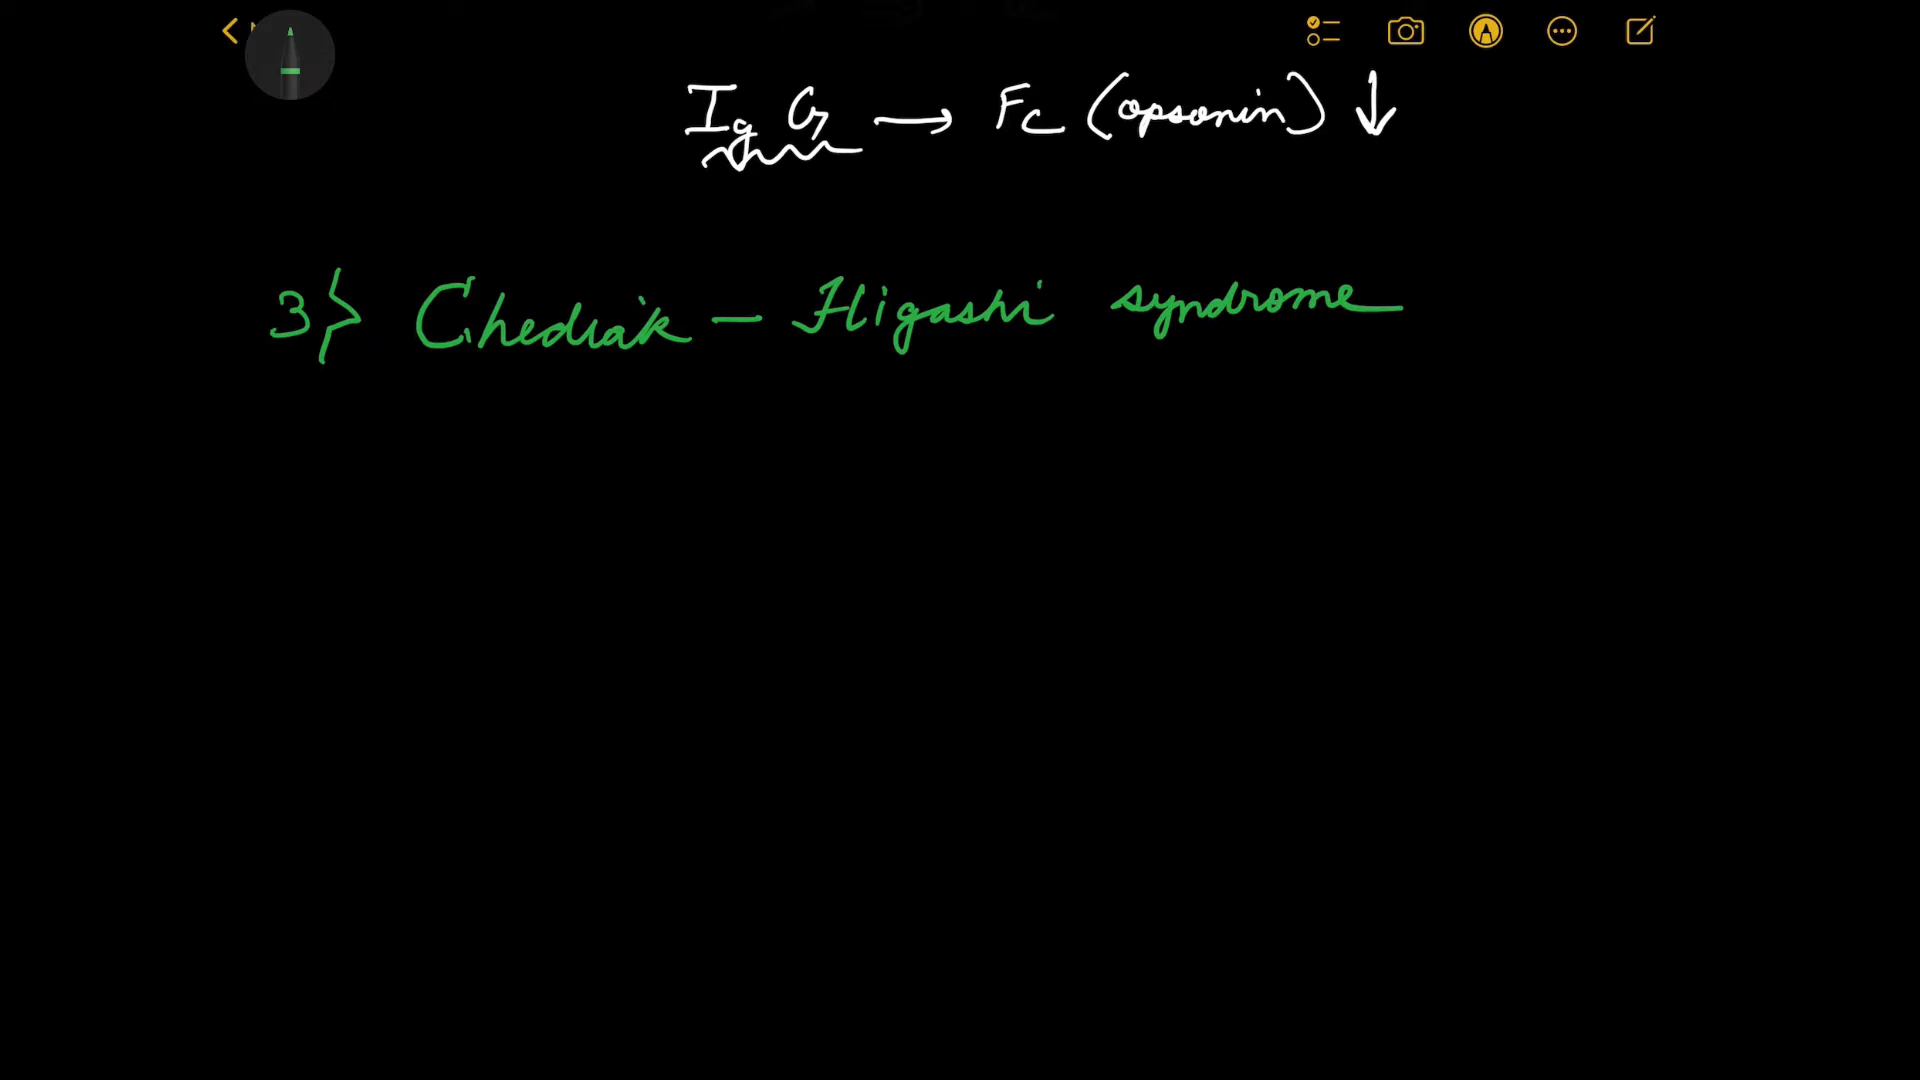 IgG → Fc (opsonin) ↓
3} Chediak - Higashi syndrome